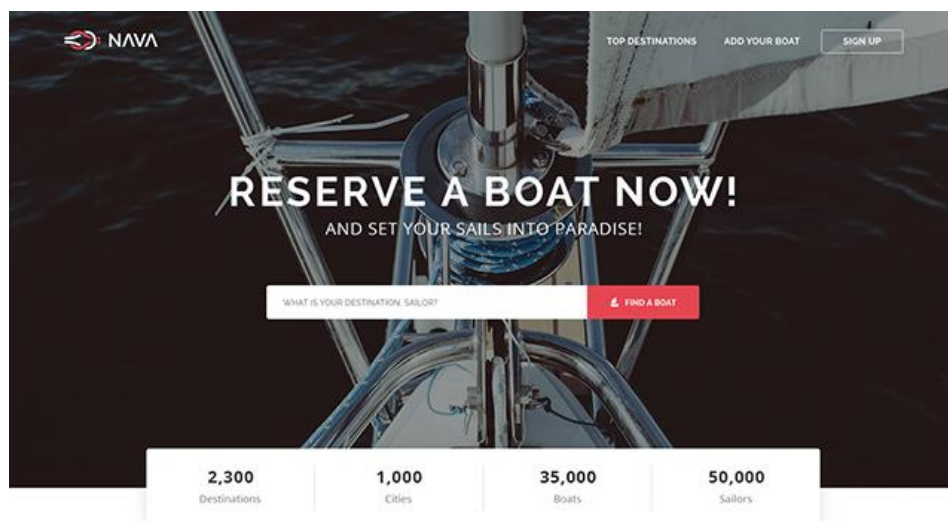 NAVA
TOP DESTINATIONS ADD YOUR BOAT SIGN UP
RESERVE A BOAT NOW!
AND SET YOUR SAILS INTO PARADISE!
WHAT IS YOUR DESTINATION, SAILOR? FIND A BOAT
2,300 1,000 35,000 50,000
Destinations Cities Boats Sailors